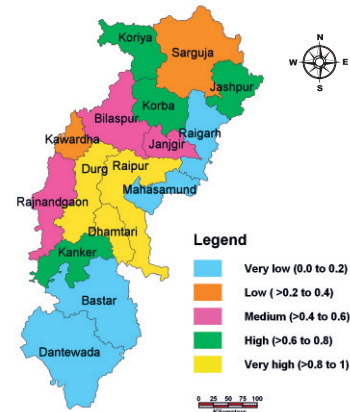 Koriya
Sarguja
N
W E
S
Jashpur
Korba
Bilaspur
Raigarh
Janjgir
Kawardha
Durg
Raipur
Mahasamund
Rajnandgaon
Dhamtari
Kanker
Bastar
Dantewada
Legend
Very low (0.0 to 0.2)
Low ( >0.2 to 0.4)
Medium (>0.4 to 0.6)
High (>0.6 to 0.8)
Very high (>0.8 to 1)
0 25 50 75 100
Kilometers